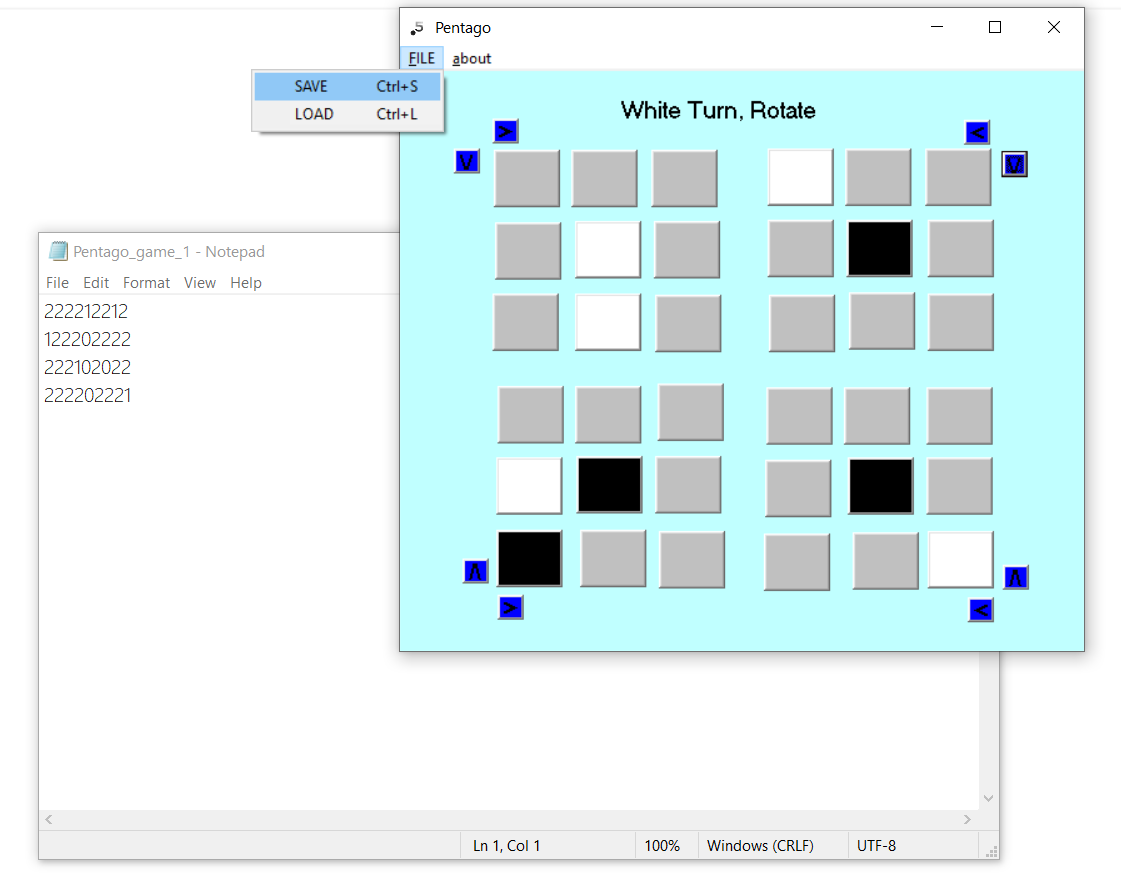 Pentago
FILE about
SAVE Ctrl+S
LOAD Ctrl+L
White Turn, Rotate
> <
V V
Λ Λ
> <
Pentago_game_1 - Notepad
File Edit Format View Help
222212212
122202222
222102022
222202221
Ln 1, Col 1 100% Windows (CRLF) UTF-8